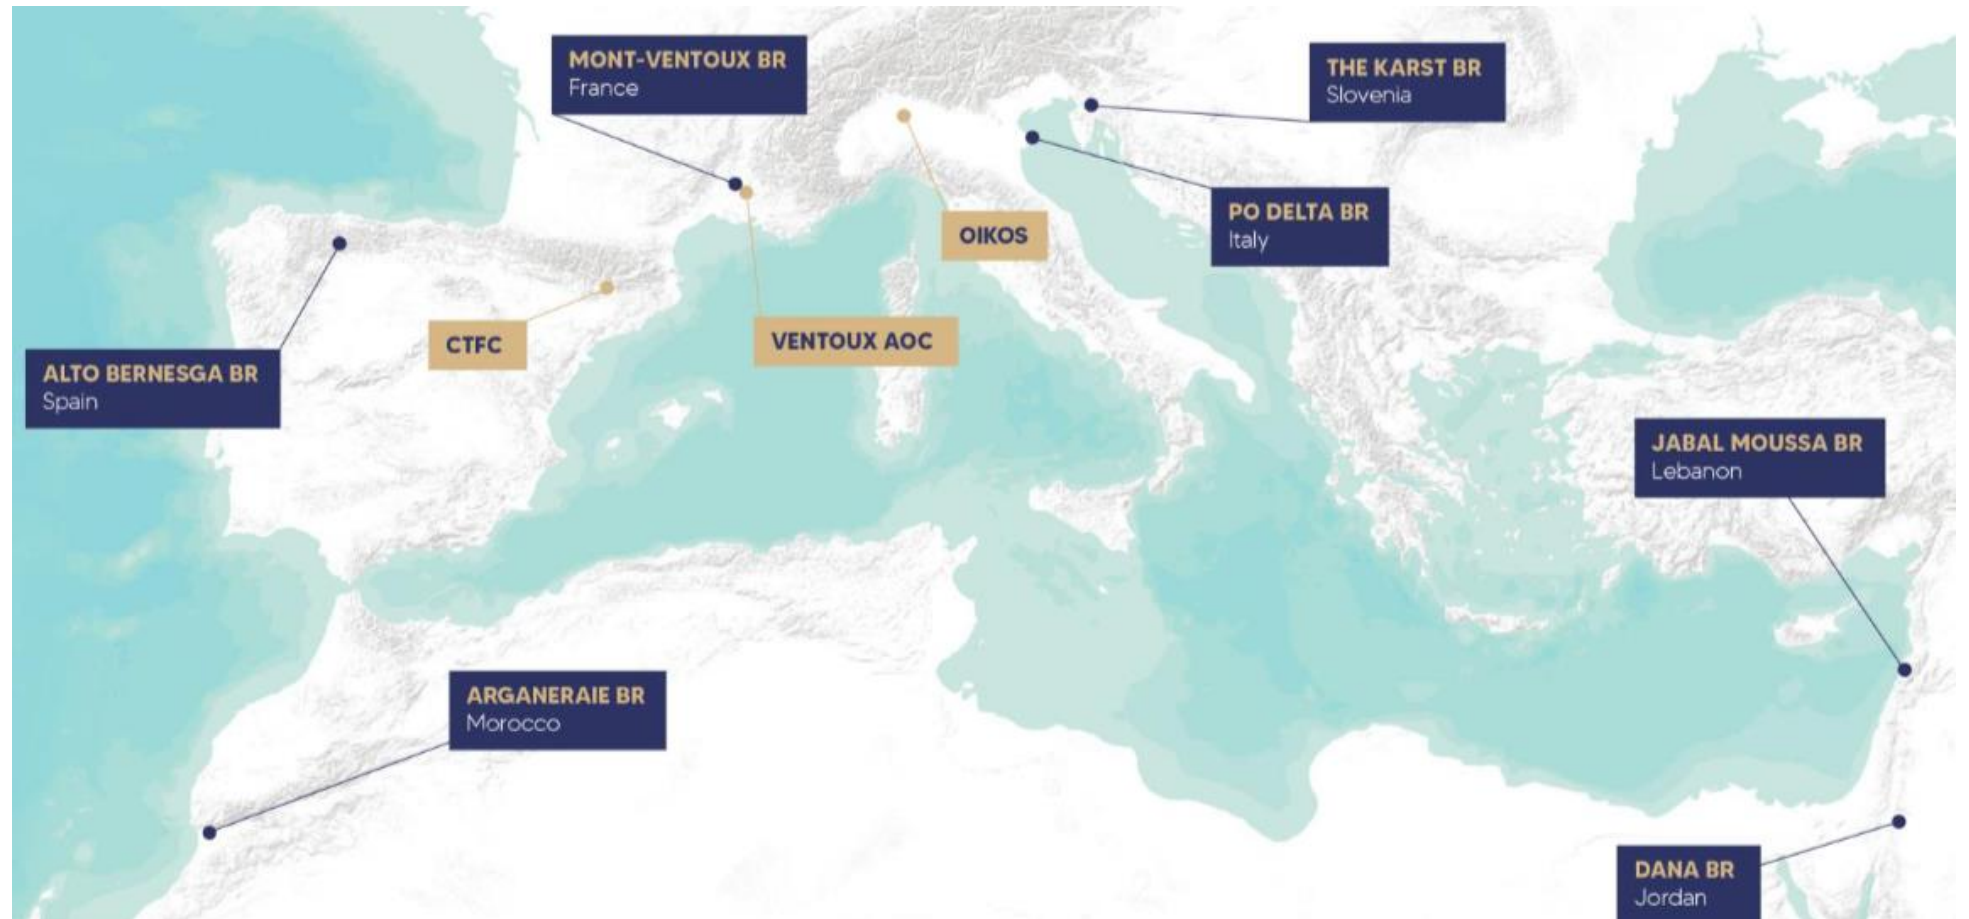 MONT-VENTOUX BR
France
THE KARST BR
Slovenia
PO DELTA BR
Italy
OIKOS
CTFC
VENTOUX AOC
ALTO BERNESGA BR
Spain
JABAL MOUSSA BR
Lebanon
ARGANERAIE BR
Morocco
DANA BR
Jordan